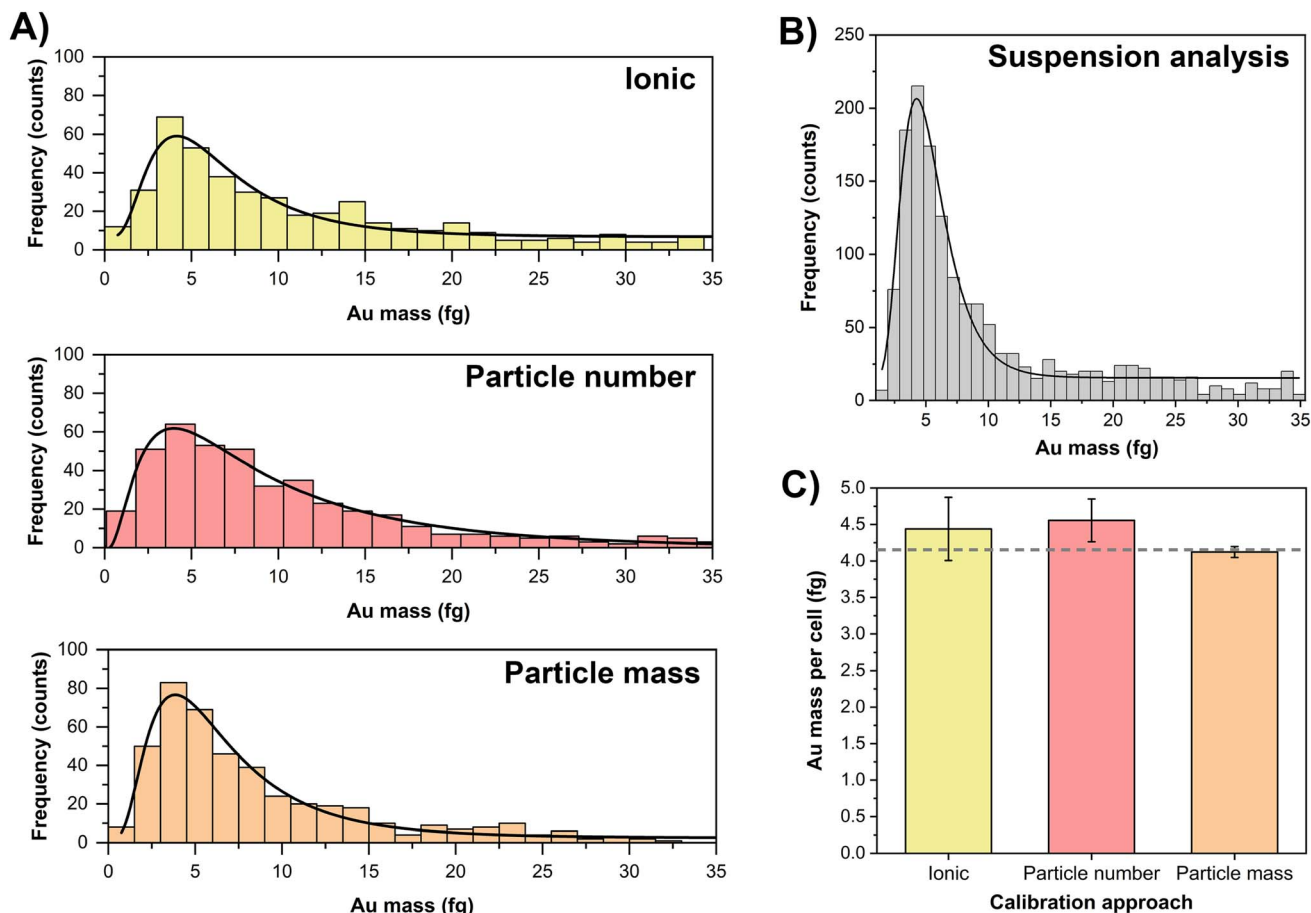 A)
Ionic
Frequency (counts)
100
80
60
40
20
0
0 5 10 15 20 25 30 35
Au mass (fg)
Particle number
Frequency (counts)
100
80
60
40
20
0
0 5 10 15 20 25 30 35
Au mass (fg)
Particle mass
Frequency (counts)
100
80
60
40
20
0
0 5 10 15 20 25 30 35
Au mass (fg)
B)
Suspension analysis
Frequency (counts)
250
200
150
100
50
0
5 10 15 20 25 30 35
Au mass (fg)
C)
Au mass per cell (fg)
5.0
4.5
4.0
3.5
3.0
2.5
2.0
1.5
1.0
0.5
0.0
Ionic Particle number Particle mass
Calibration approach